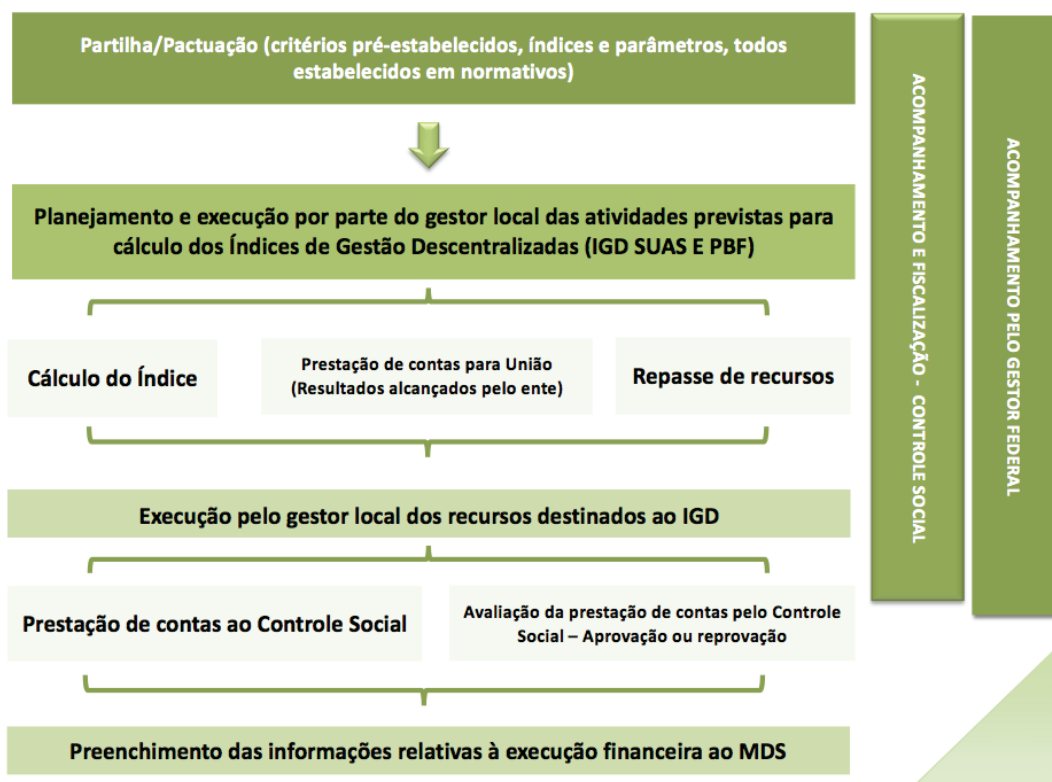 Partilha/Pactuação (critérios pré-estabelecidos, índices e parâmetros, todos
estabelecidos em normativos)
Planejamento e execução por parte do gestor local das atividades previstas para
cálculo dos Índices de Gestão Descentralizadas (IGD SUAS E PBF)
Cálculo do Índice
Prestação de contas para União
(Resultados alcançados pelo ente)
Repasse de recursos
Execução pelo gestor local dos recursos destinados ao IGD
Prestação de contas ao Controle Social
Avaliação da prestação de contas pelo Controle
Social – Aprovação ou reprovação
Preenchimento das informações relativas à execução financeira ao MDS
ACOMPANHAMENTO E FISCALIZAÇÃO - CONTROLE SOCIAL
ACOMPANHAMENTO PELO GESTOR FEDERAL